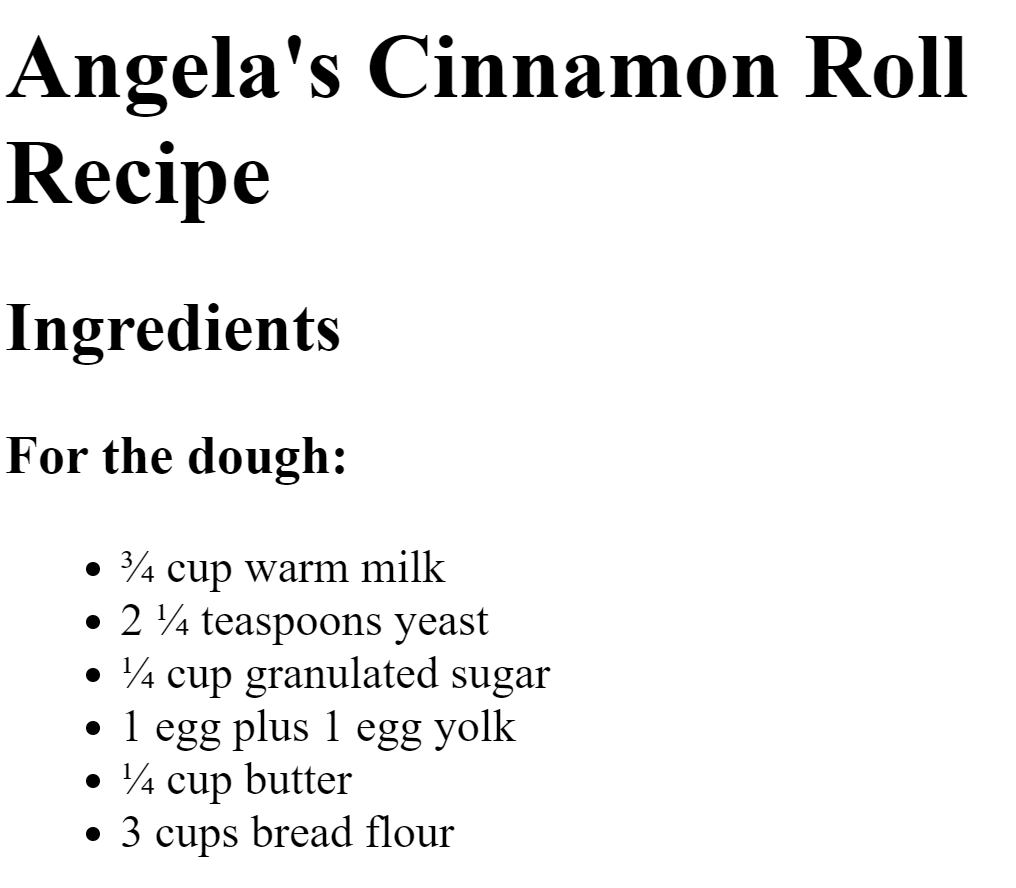 Angela's Cinnamon Roll
Recipe
Ingredients
For the dough:
• ¾ cup warm milk
• 2 ¼ teaspoons yeast
• ¼ cup granulated sugar
• 1 egg plus 1 egg yolk
• ¼ cup butter
• 3 cups bread flour